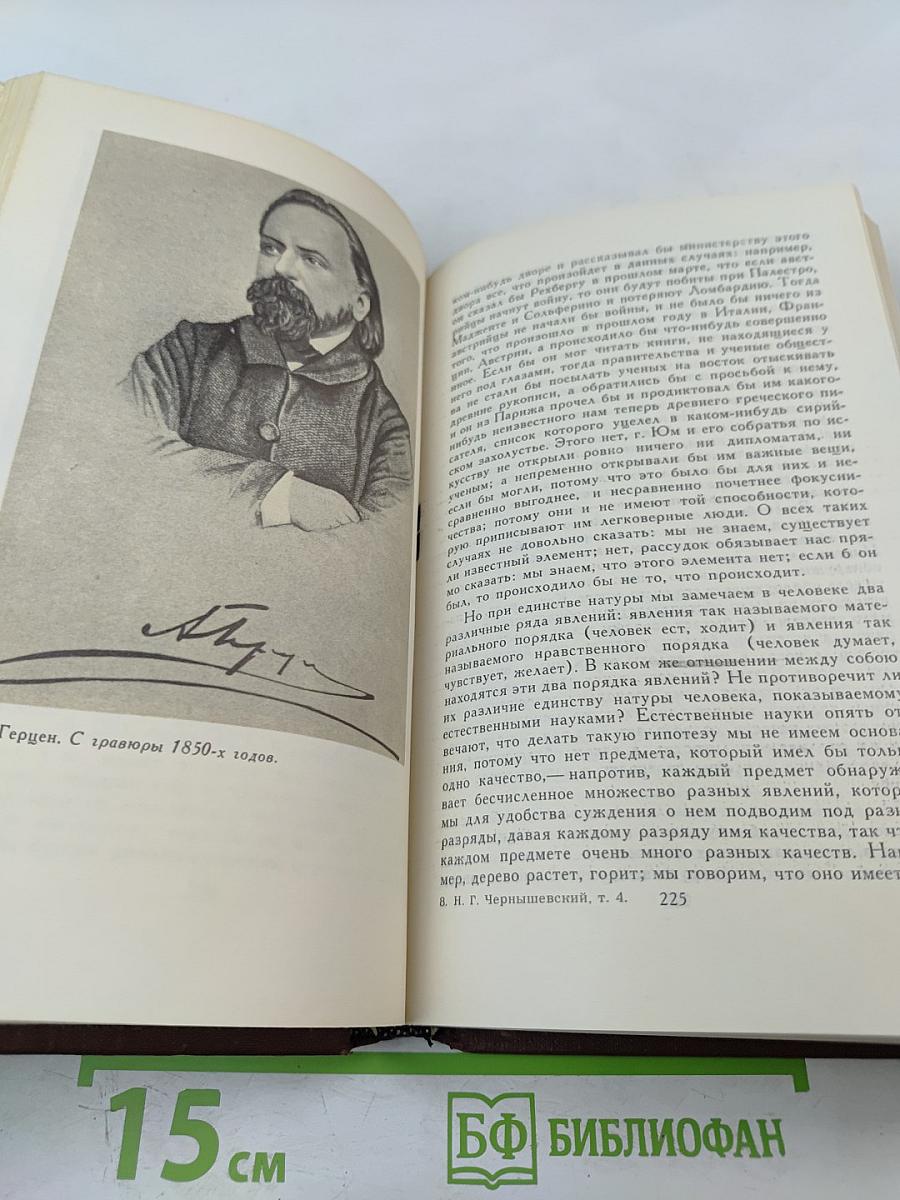 А Герцен
Герцен. С гравюры 1850-х годов.
ком-нибудь дворе и рассказывал бы министерству этого
двора все, что произойдет в данных случаях: например,
он сказал бы Рехбергу в прошлом марте, что если авст-
рийцы начнут войну, то они будут побиты при Палестро,
Мадженте и Сольферино и потеряют Ломбардию. Тогда
австрийцы не начали бы войны, и не было бы ничего из
того, что произошло в прошлом году в Италии, Фран-
ции, Австрии, а происходило бы что-нибудь совершенно
иное. Если бы он мог читать книги, не находящиеся у
него под глазами, тогда правительства и ученые общест-
ва не стали бы посылать ученых на восток отыскивать
древние рукописи, а обратились бы с просьбой к нему,
и он из Парижа прочел бы и продиктовал бы им какого-
нибудь неизвестного нам теперь древнего греческого пи-
сателя, список которого уцелел в каком-нибудь сирий-
ском захолустье. Этого нет, г. Юм и его собратья по ис-
кусству не открыли ровно ничего ни дипломатам, ни
ученым; а непременно открывали бы им важные вещи,
если бы могли, потому что это было бы для них и не-
сравненно выгоднее, и несравненно почетнее фокусни-
чества; потому они и не имеют той способности, кото-
рую приписывают им легковерные люди. О всех таких
случаях не довольно сказать: мы не знаем, существует
ли известный элемент; нет, рассудок обязывает нас пря-
мо сказать: мы знаем, что этого элемента нет; если б он
был, то происходило бы не то, что происходит.
Но при единстве натуры мы замечаем в человеке два
различные ряда явлений: явления так называемого мате-
риального порядка (человек ест, ходит) и явления так
называемого нравственного порядка (человек думает,
чувствует, желает). В каком же отношении между собою
находятся эти два порядка явлений? Не противоречит ли
их различие единству натуры человека, показываемому
естественными науками? Естественные науки опять от-
вечают, что делать такую гипотезу мы не имеем основа-
ния, потому что нет предмета, который имел бы только
одно качество,— напротив, каждый предмет обнаружи-
вает бесчисленное множество разных явлений, котор
мы для удобства суждения о нем подводим под разн
разряды, давая каждому разряду имя качества, так чт
каждом предмете очень много разных качеств. Нап
мер, дерево растет, горит; мы говорим, что оно имеет
8. Н. Г. Чернышевский, т. 4. 225
15 см
БФ БИБЛИОФАН